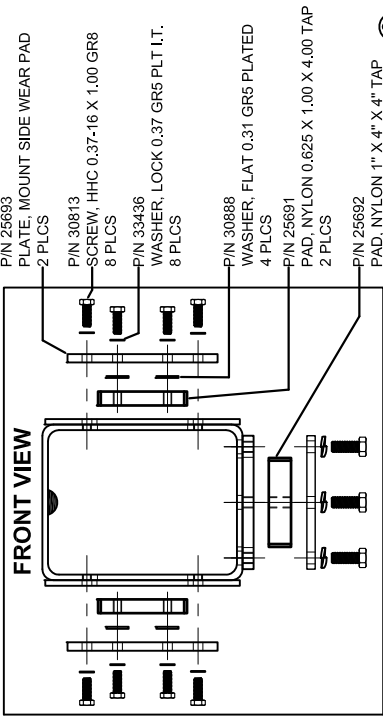 FRONT VIEW
P/N 25693
PLATE, MOUNT SIDE WEAR PAD
2 PLCS
P/N 30813
SCREW, HHC 0.37-16 X 1.00 GR8
8 PLCS
P/N 33436
WASHER, LOCK 0.37 GR5 PLT I.T.
8 PLCS
P/N 30888
WASHER, FLAT 0.31 GR5 PLATED
4 PLCS
P/N 25691
PAD, NYLON 0.625 X 1.00 X 4.00 TAP
2 PLCS
P/N 25692
PAD, NYLON 1" X 4" X 4" TAP